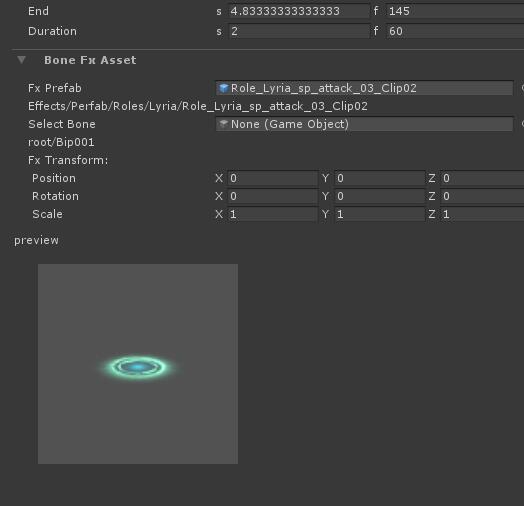 End s 4.83333333333333 f 145
Duration s 2 f 60
Bone Fx Asset
Fx Prefab Role_Lyria_sp_attack_03_Clip02
Effects/Perfab/Roles/Lyria/Role_Lyria_sp_attack_03_Clip02
Select Bone None (Game Object)
root/Bip001
Fx Transform:
Position X 0 Y 0 Z 0
Rotation X 0 Y 0 Z 0
Scale X 1 Y 1 Z 1
preview